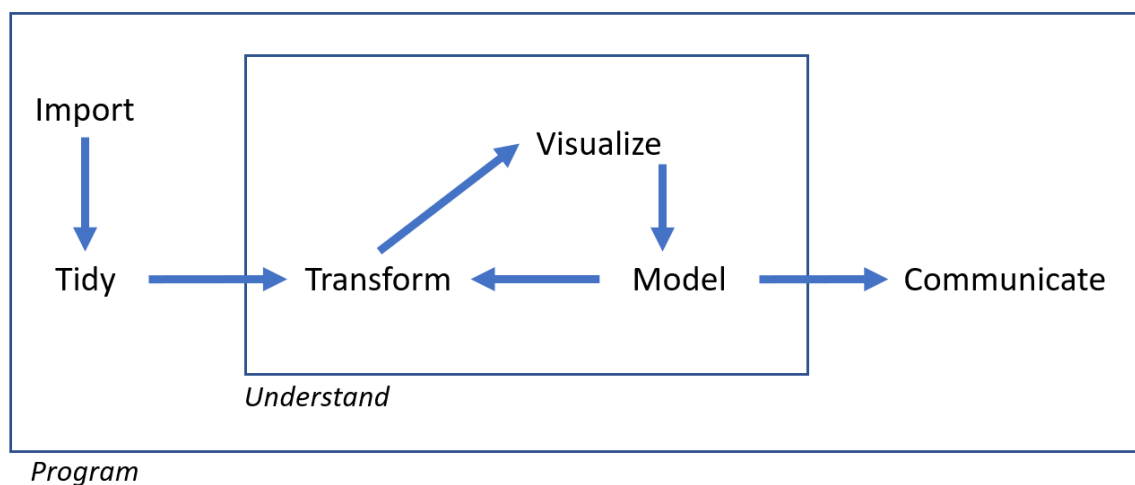 Import
Visualize
Tidy
Transform
Model
Communicate
Understand
Program